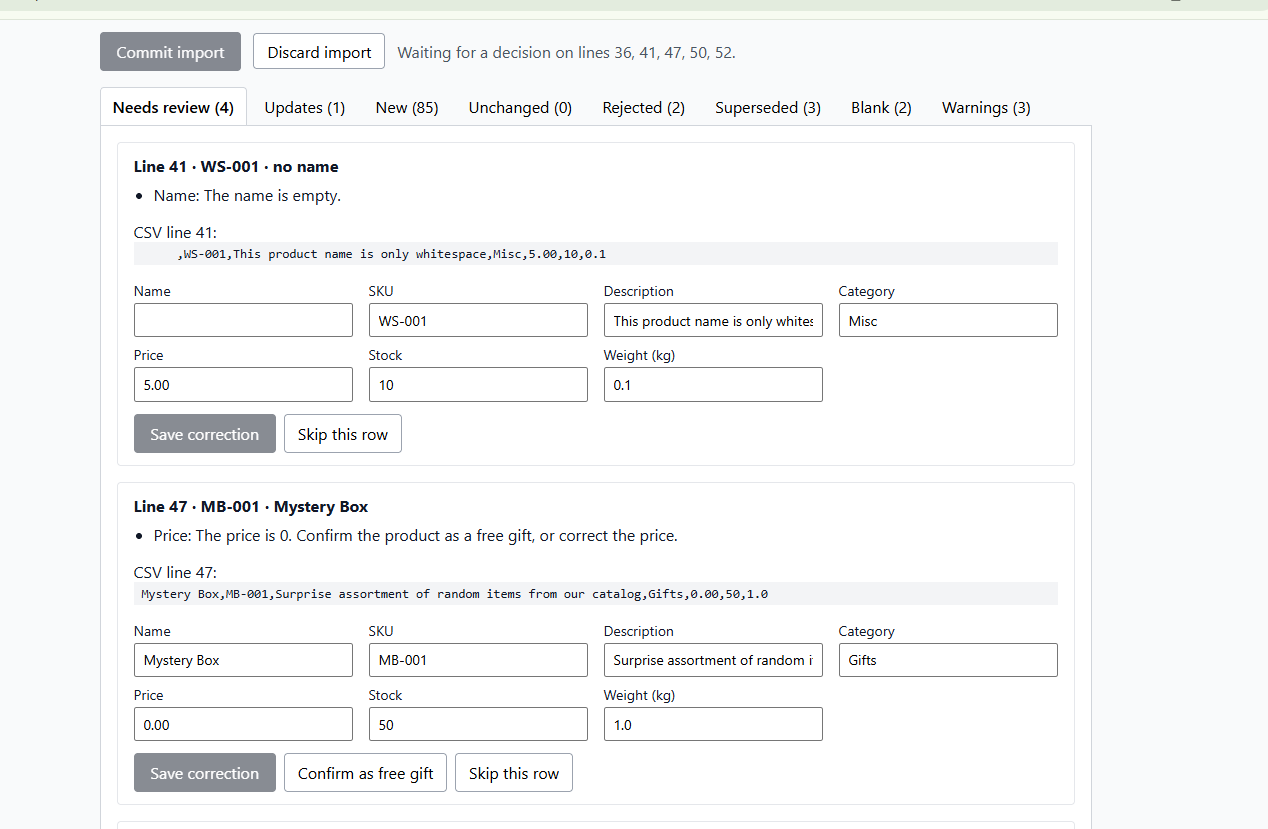 Commit import Discard import Waiting for a decision on lines 36, 41, 47, 50, 52.
Needs review (4) Updates (1) New (85) Unchanged (0) Rejected (2) Superseded (3) Blank (2) Warnings (3)
Line 41 · WS-001 · no name
• Name: The name is empty.
CSV line 41:
,WS-001,This product name is only whitespace,Misc,5.00,10,0.1
Name SKU Description Category
WS-001 This product name is only whites Misc
Price Stock Weight (kg)
5.00 10 0.1
Save correction Skip this row
Line 47 · MB-001 · Mystery Box
• Price: The price is 0. Confirm the product as a free gift, or correct the price.
CSV line 47:
Mystery Box,MB-001,Surprise assortment of random items from our catalog,Gifts,0.00,50,1.0
Name SKU Description Category
Mystery Box MB-001 Surprise assortment of random i Gifts
Price Stock Weight (kg)
0.00 50 1.0
Save correction Confirm as free gift Skip this row